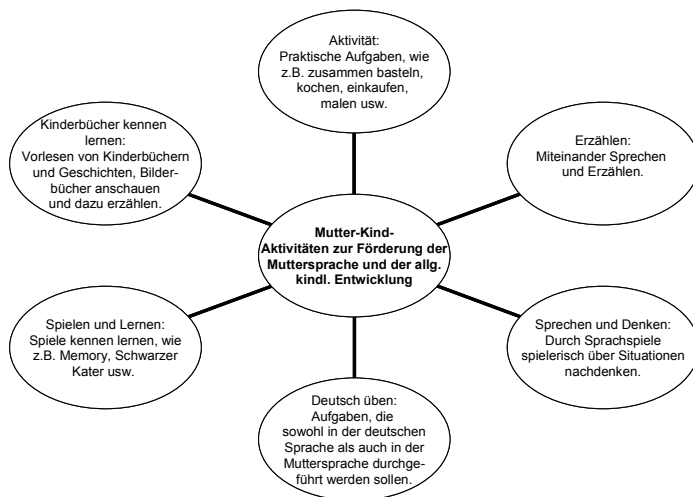 Aktivität:
Praktische Aufgaben, wie
z.B. zusammen basteln,
kochen, einkaufen,
malen usw.
Kinderbücher kennen
lernen:
Vorlesen von Kinderbüchern
und Geschichten, Bilder-
bücher anschauen
und dazu erzählen.
Erzählen:
Miteinander Sprechen
und Erzählen.
Mutter-Kind-
Aktivitäten zur Förderung der
Muttersprache und der allg.
kindl. Entwicklung
Spielen und Lernen:
Spiele kennen lernen, wie
z.B. Memory, Schwarzer
Kater usw.
Sprechen und Denken:
Durch Sprachspiele
spielerisch über Situationen
nachdenken.
Deutsch üben:
Aufgaben, die
sowohl in der deutschen
Sprache als auch in der
Muttersprache durchge-
führt werden sollen.